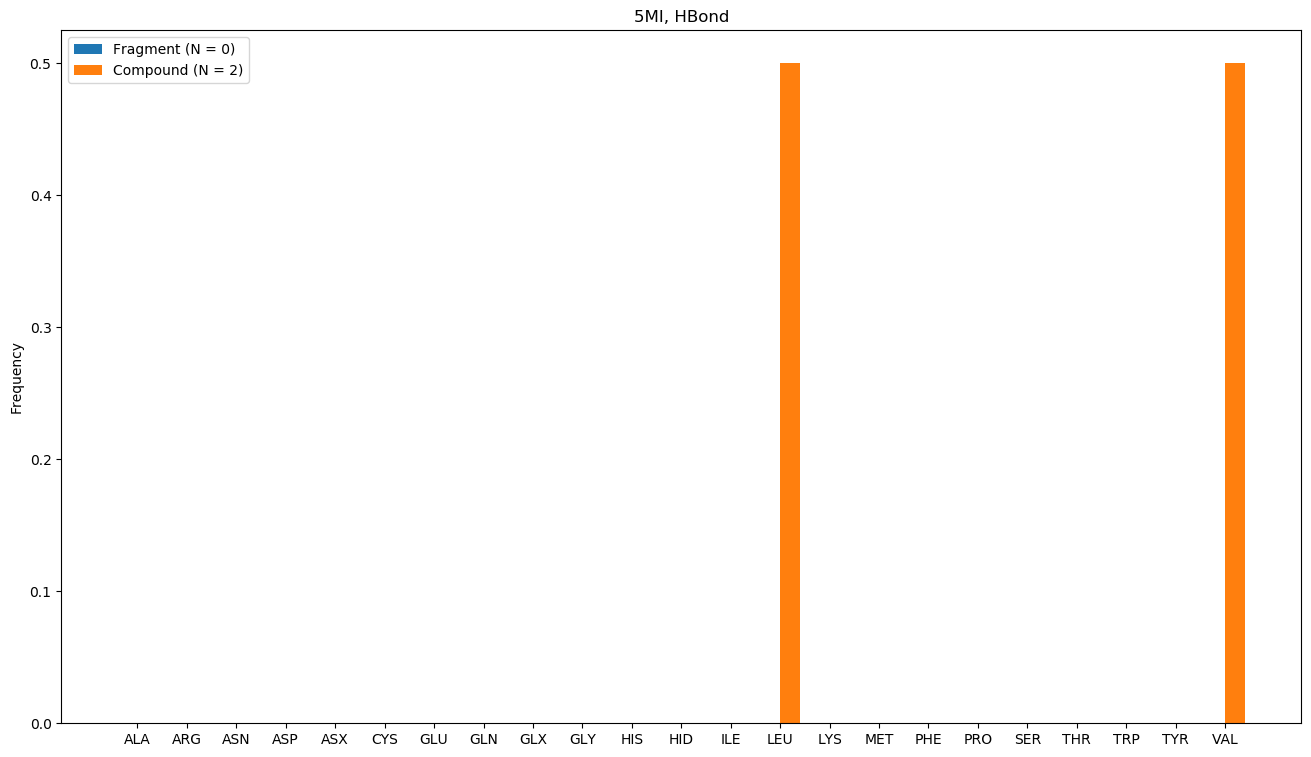 5MI, HBond
Fragment (N = 0)
Compound (N = 2)
Frequency
0.5
0.4
0.3
0.2
0.1
0.0
ALA ARG ASN ASP ASX CYS GLU GLN GLX GLY HIS HID ILE LEU LYS MET PHE PRO SER THR TRP TYR VAL